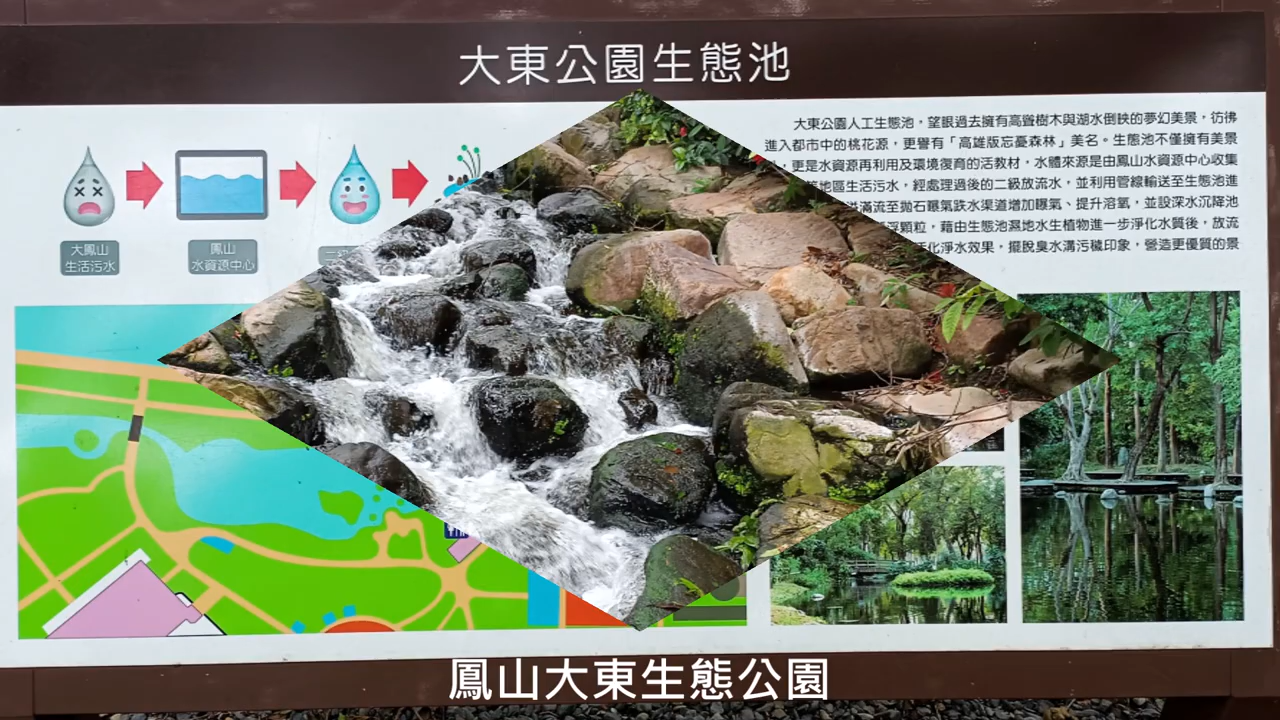 大東公園生態池
大東公園人工生態池，望眼過去擁有高聳樹木與湖水倒映的夢幻美景，彷彿
進入都市中的桃花源，更譽有「高雄版忘憂森林」美名。生態池不僅擁有美景
，更是水資源再利用及環境復育的活教材，水體來源是由鳳山水資源中心收集
地區生活污水，經處理過後的二級放流水，並利用管線輸送至生態池進
溢滿流至拋石曝氣跌水渠道增加曝氣、提升溶氧，並設深水沉降池
顆粒，藉由生態池濕地水生植物進一步淨化水質後，放流
化淨水效果，擺脫臭水溝污穢印象，營造更優質的景
大鳳山
生活污水
鳳山
水資源中心
二級
鳳山大東生態公園